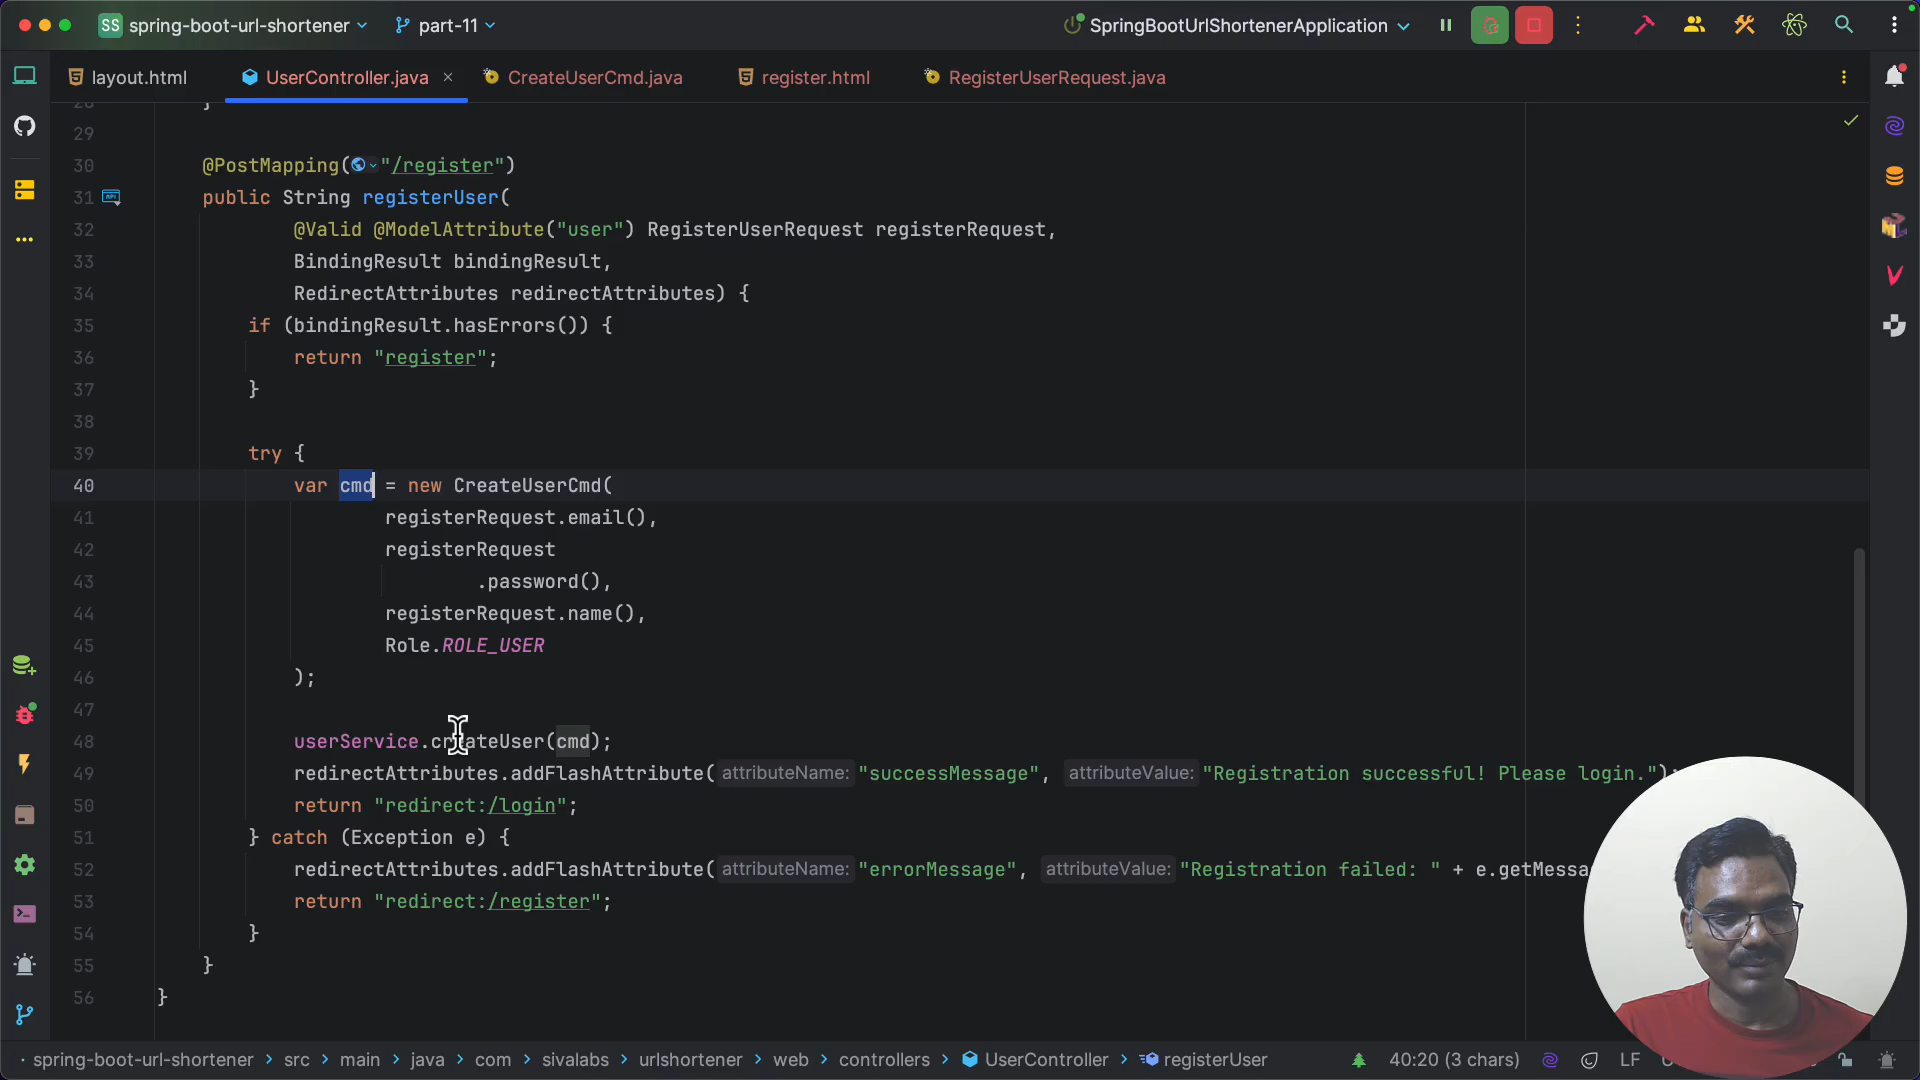 SS spring-boot-url-shortener part-11 SpringBootUrlShortenerApplication
layout.html UserController.java CreateUserCmd.java register.html RegisterUserRequest.java
28 }
29
30 @PostMapping("/register")
31 public String registerUser(
32 @Valid @ModelAttribute("user") RegisterUserRequest registerRequest,
33 BindingResult bindingResult,
34 RedirectAttributes redirectAttributes) {
35 if (bindingResult.hasErrors()) {
36 return "register";
37 }
38
39 try {
40 var cmd = new CreateUserCmd(
41 registerRequest.email(),
42 registerRequest
43 .password(),
44 registerRequest.name(),
45 Role.ROLE_USER
46 );
47
48 userService.createUser(cmd);
49 redirectAttributes.addFlashAttribute( attributeName: "successMessage", attributeValue: "Registration successful! Please login.");
50 return "redirect:/login";
51 } catch (Exception e) {
52 redirectAttributes.addFlashAttribute( attributeName: "errorMessage", attributeValue: "Registration failed: " + e.getMessa
53 return "redirect:/register";
54 }
55 }
56 }
spring-boot-url-shortener > src > main > java > com > sivalabs > urlshortener > web > controllers > UserController > registerUser 40:20 (3 chars) LF